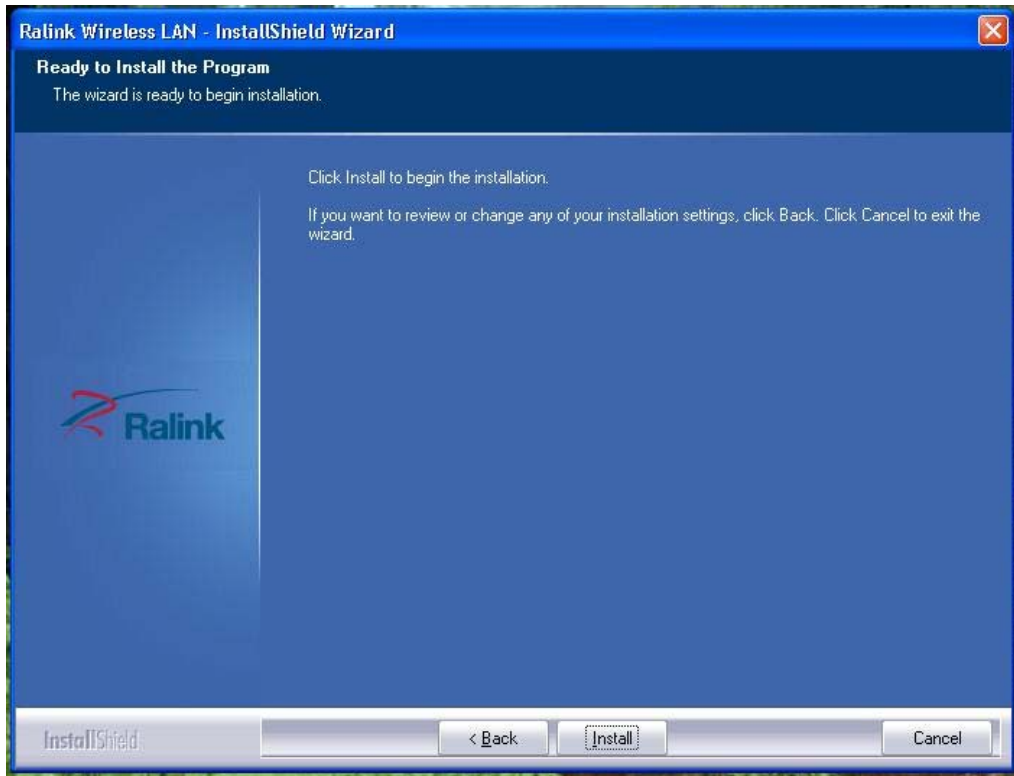 Ralink Wireless LAN - InstallShield Wizard
Ready to Install the Program
The wizard is ready to begin installation.
Click Install to begin the installation.
If you want to review or change any of your installation settings, click Back. Click Cancel to exit the
wizard.
Ralink
InstallShield
< Back
Install
Cancel